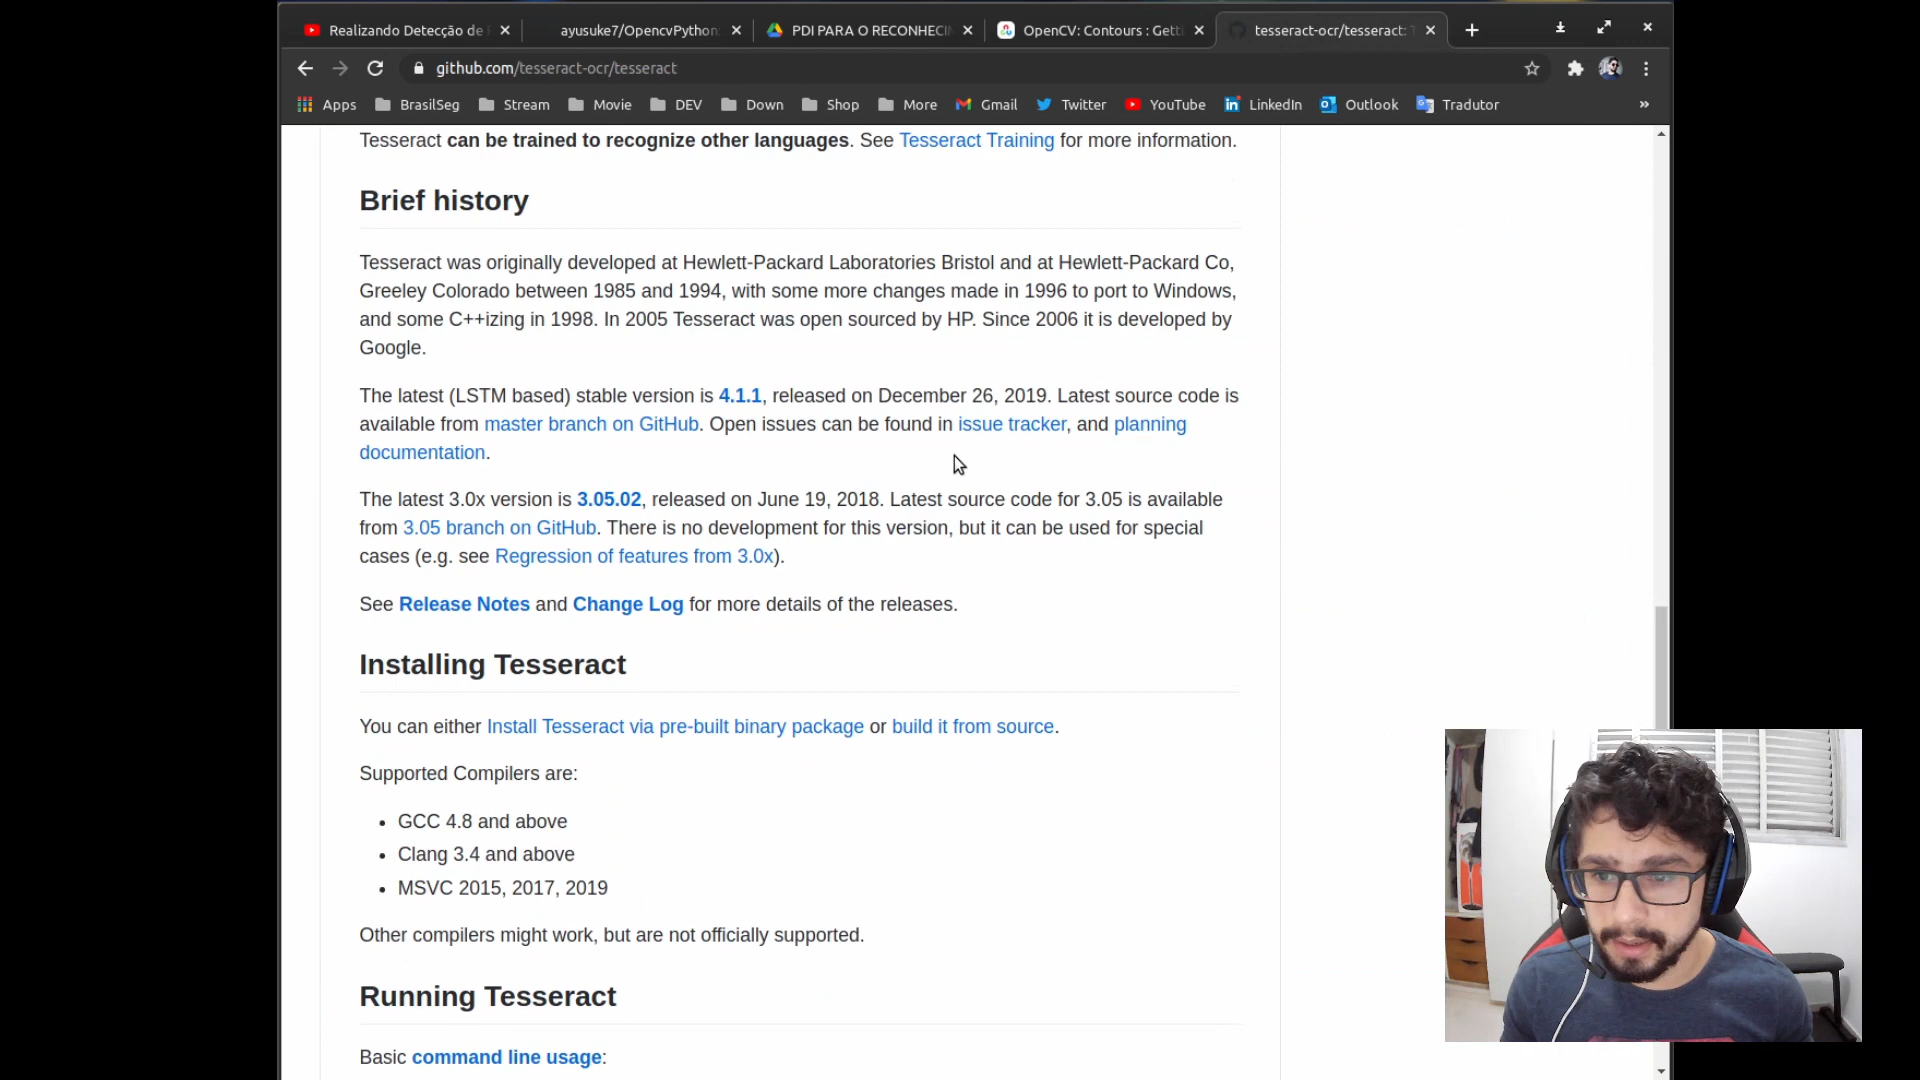 Realizando Detecção de
ayusuke7/OpencvPython
PDI PARA O RECONHECIN
OpenCV: Contours : Getti
tesseract-ocr/tesseract:
github.com/tesseract-ocr/tesseract
Apps BrasilSeg Stream Movie DEV Down Shop More Gmail Twitter YouTube LinkedIn Outlook Tradutor »
Tesseract can be trained to recognize other languages. See Tesseract Training for more information.
Brief history
Tesseract was originally developed at Hewlett-Packard Laboratories Bristol and at Hewlett-Packard Co,
Greeley Colorado between 1985 and 1994, with some more changes made in 1996 to port to Windows,
and some C++izing in 1998. In 2005 Tesseract was open sourced by HP. Since 2006 it is developed by
Google.
The latest (LSTM based) stable version is 4.1.1, released on December 26, 2019. Latest source code is
available from master branch on GitHub. Open issues can be found in issue tracker, and planning
documentation.
The latest 3.0x version is 3.05.02, released on June 19, 2018. Latest source code for 3.05 is available
from 3.05 branch on GitHub. There is no development for this version, but it can be used for special
cases (e.g. see Regression of features from 3.0x).
See Release Notes and Change Log for more details of the releases.
Installing Tesseract
You can either Install Tesseract via pre-built binary package or build it from source.
Supported Compilers are:
• GCC 4.8 and above
• Clang 3.4 and above
• MSVC 2015, 2017, 2019
Other compilers might work, but are not officially supported.
Running Tesseract
Basic command line usage: